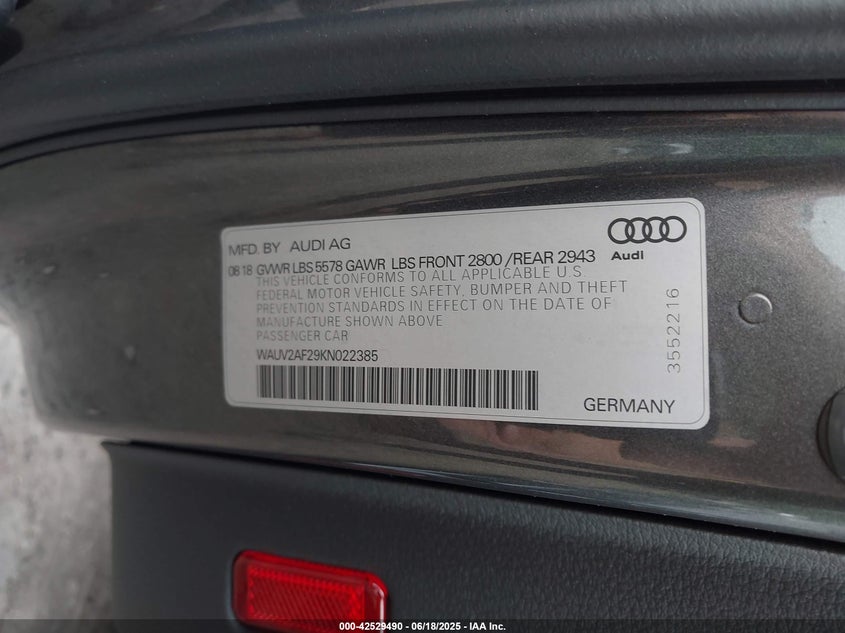 MFD. BY AUDI AG
Audi
08 18 GVWR LBS 5578 GAWR LBS FRONT 2800 /REAR 2943
THIS VEHICLE CONFORMS TO ALL APPLICABLE U.S.
FEDERAL MOTOR VEHICLE SAFETY, BUMPER AND THEFT
PREVENTION STANDARDS IN EFFECT ON THE DATE OF
MANUFACTURE SHOWN ABOVE
PASSENGER CAR
WAUV2AF29KN022385
3552216
GERMANY
000-42529490 - 06/18/2025 - IAA Inc.